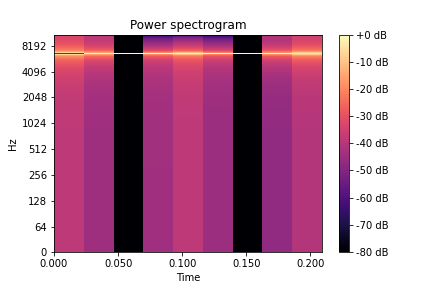 Power spectrogram
Hz
8192
4096
2048
1024
512
256
128
64
0
0.000 0.050 0.100 0.150 0.200
Time
+0 dB
-10 dB
-20 dB
-30 dB
-40 dB
-50 dB
-60 dB
-70 dB
-80 dB